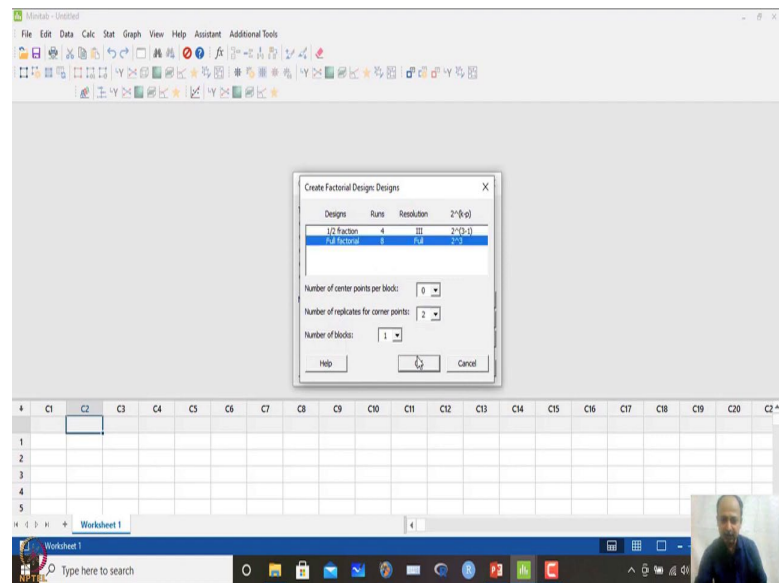 Minitab - Untitled
File Edit Data Calc Stat Graph View Help Assistant Additional Tools
Create Factorial Design: Designs X
Designs Runs Resolution 2^(k-p)
1/2 fraction 4 III 2^(3-1)
Full factorial 8 Full 2^3
Number of center points per block: 0
Number of replicates for corner points: 2
Number of blocks: 1
Help Cancel
C1 C2 C3 C4 C5 C6 C7 C8 C9 C10 C11 C12 C13 C14 C15 C16 C17 C18 C19 C20 C2
1
2
3
4
5
Worksheet 1
Worksheet 1
Type here to search
NPTEL